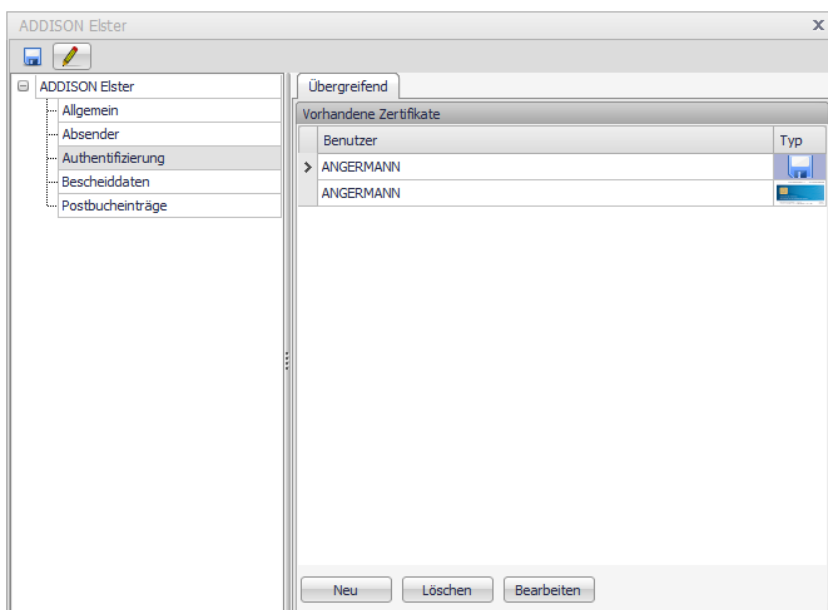 ADDISON Elster
ADDISON Elster
Allgemein
Absender
Authentifizierung
Bescheiddaten
Postbucheinträge
Übergreifend
Vorhandene Zertifikate
Benutzer Typ
ANGERMANN
ANGERMANN
Neu Löschen Bearbeiten